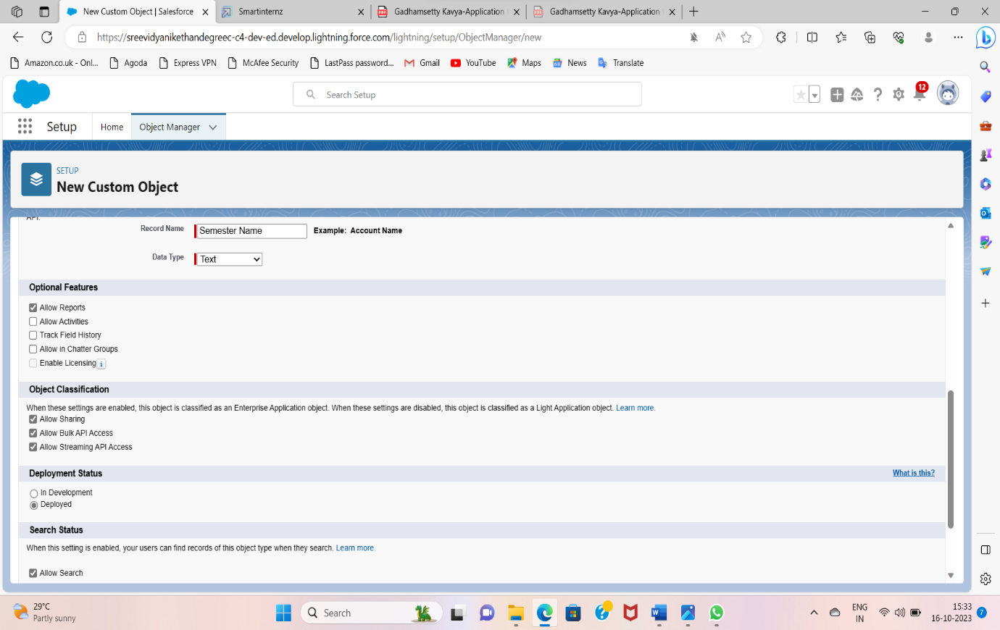 New Custom Object | Salesforce
Smartinternz
Gadhamsetty Kavya-Application
Gadhamsetty Kavya-Application
https://sreevidyanikethandegreec-c4-dev-ed.develop.lightning.force.com/lightning/setup/ObjectManager/new
Amazon.co.uk - Onl...
Agoda
Express VPN
McAfee Security
LastPass password...
Gmail
YouTube
Maps
News
Translate
Search Setup
12
Setup
Home
Object Manager
SETUP
New Custom Object
API.
Record Name
Semester Name
Example: Account Name
Data Type
Text
Optional Features
Allow Reports
Allow Activities
Track Field History
Allow in Chatter Groups
Enable Licensing
i
Object Classification
When these settings are enabled, this object is classified as an Enterprise Application object. When these settings are disabled, this object is classified as a Light Application object. Learn more.
Allow Sharing
Allow Bulk API Access
Allow Streaming API Access
Deployment Status
What is this?
In Development
Deployed
Search Status
When this setting is enabled, your users can find records of this object type when they search. Learn more.
Allow Search
29°C
Partly sunny
Search
ENG
IN
15:33
16-10-2023
7